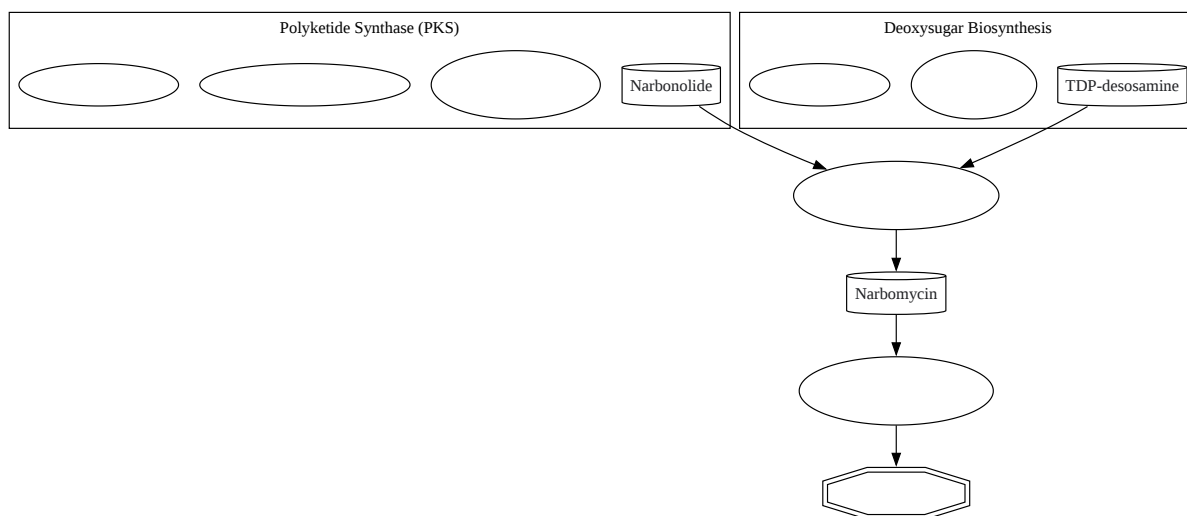 Polyketide Synthase (PKS)
Deoxysugar Biosynthesis
Narbonolide
TDP-desosamine
Narbomycin